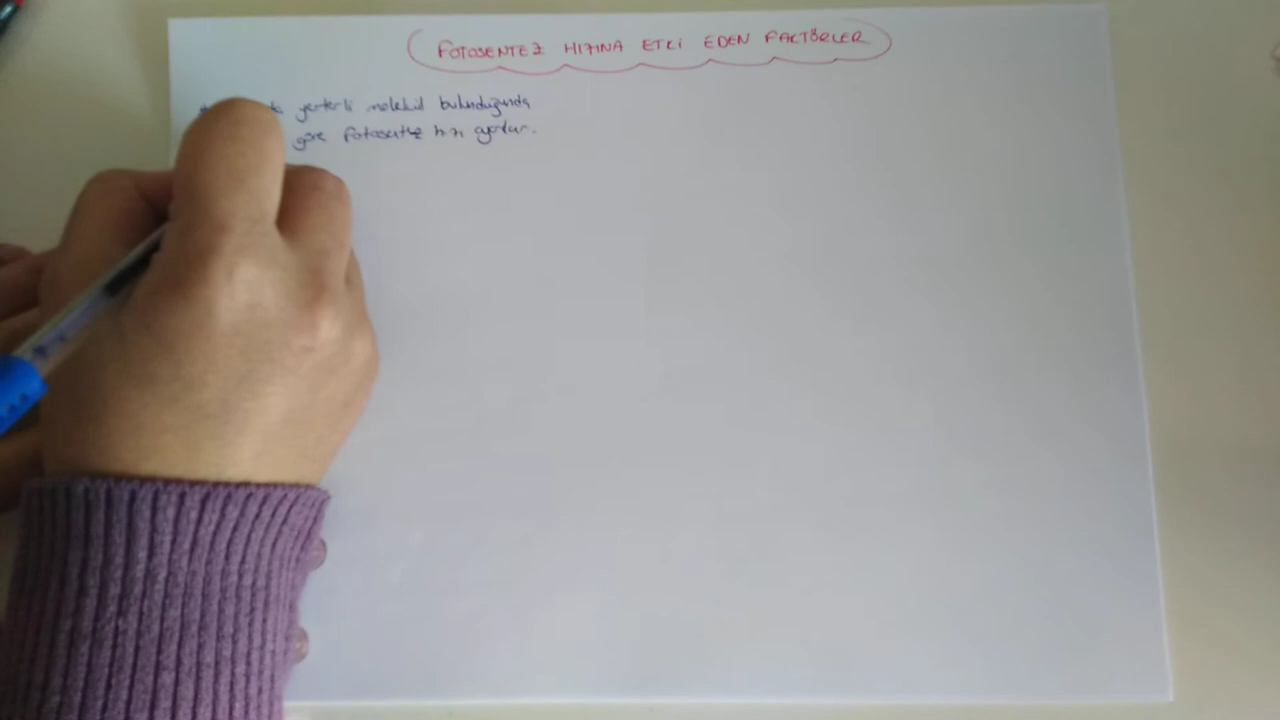 FOTOSENTEZ HIZINA ETKİ EDEN FAKTÖRLER
yeterli molekül bulunduğunda
göre fotosentez hızı ayarlar.